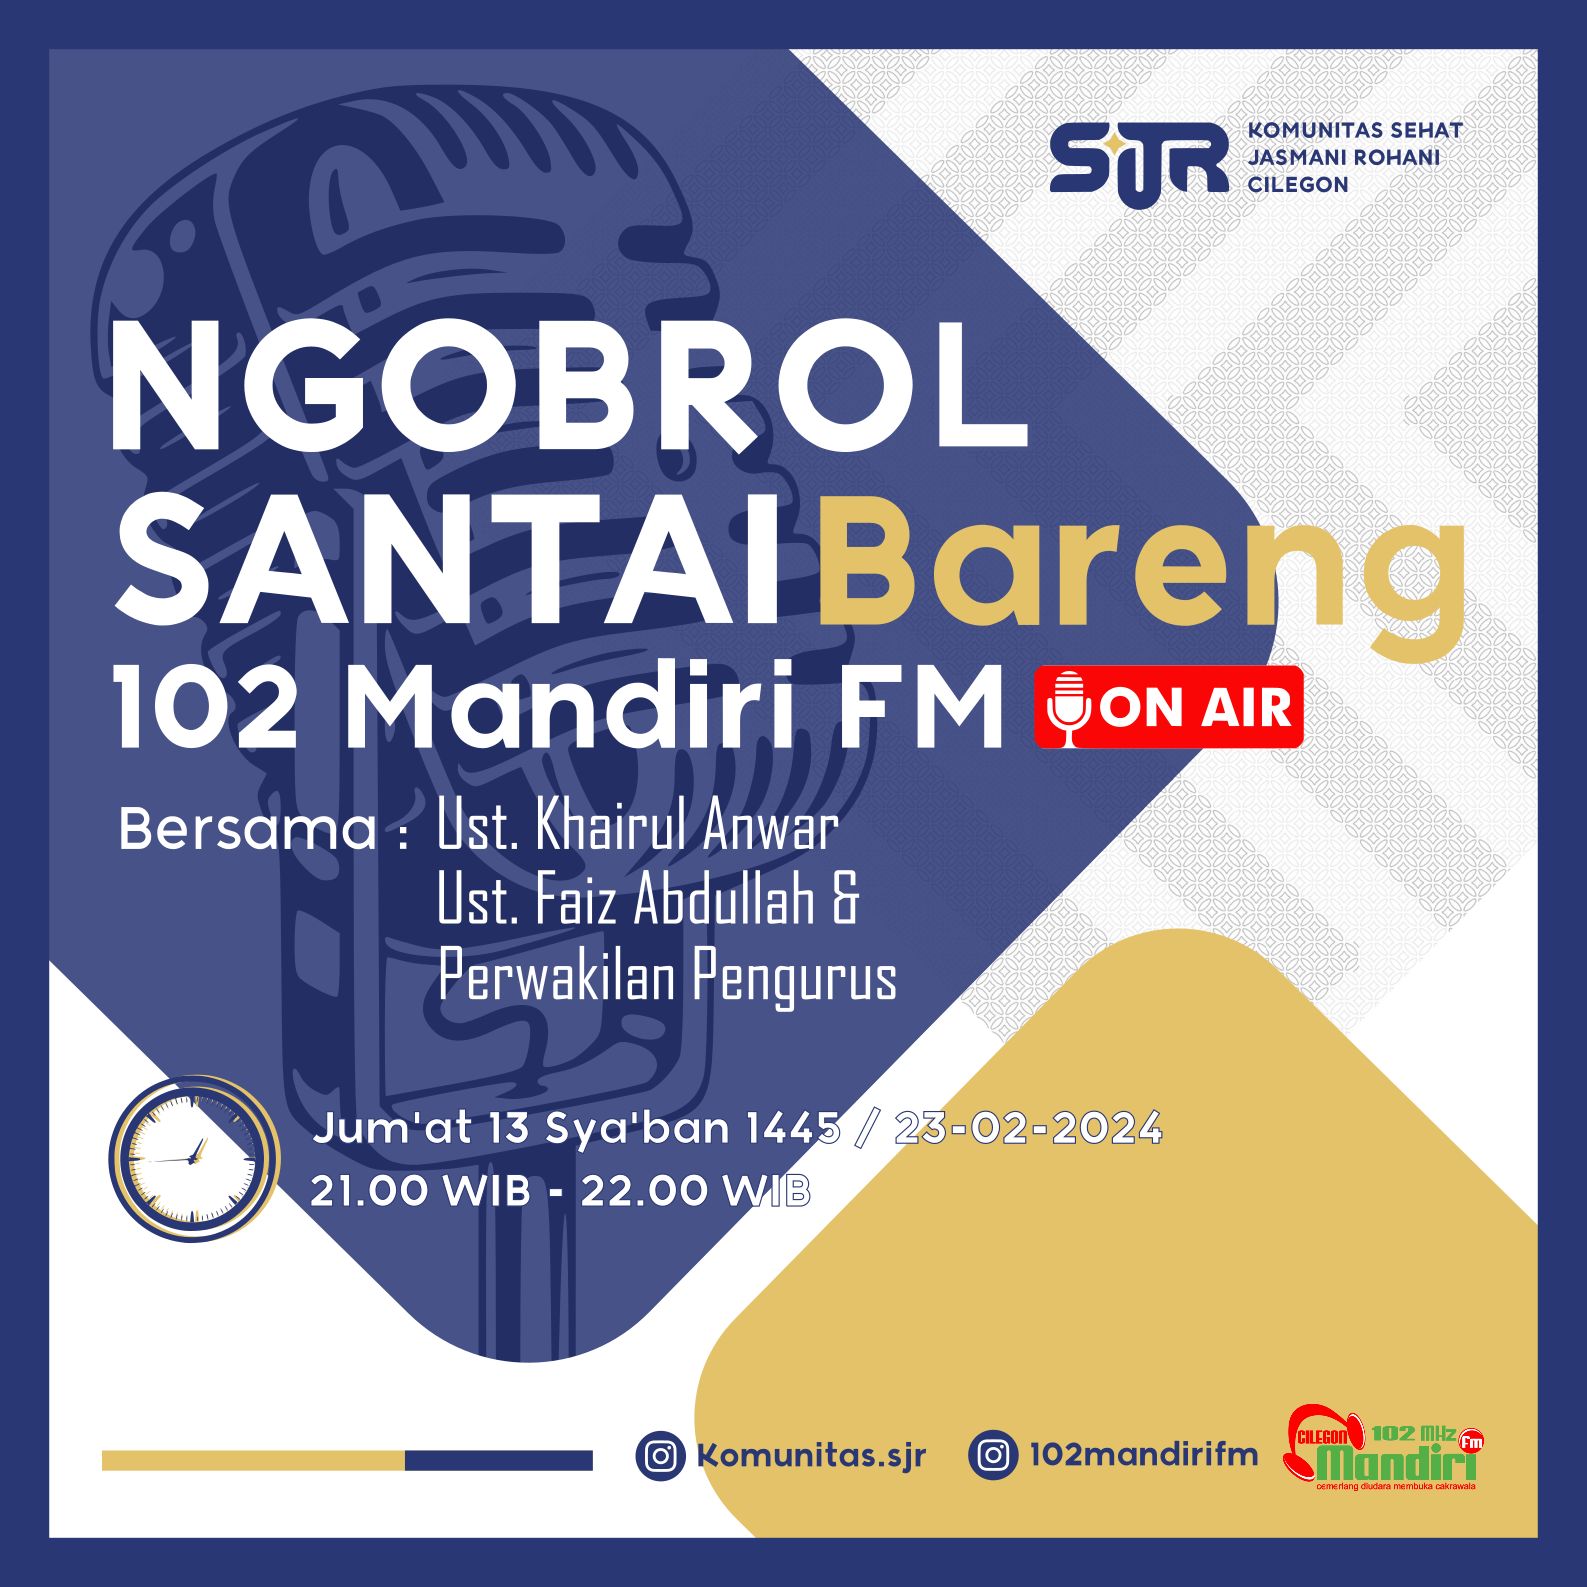 SJR
KOMUNITAS SEHAT
JASMANI ROHANI
CILEGON
NGOBROL
SANTAI Bareng
102 Mandiri FM ON AIR
Bersama : Ust. Khairul Anwar
Ust. Faiz Abdullah &
Perwakilan Pengurus
Jum'at 13 Sya'ban 1445 / 23-02-2024
21.00 WIB - 22.00 WIB
Komunitas.sjr
102mandirifm
CILEGON 102 MHz
Mandiri Fm
cemerlang diudara membuka cakrawala